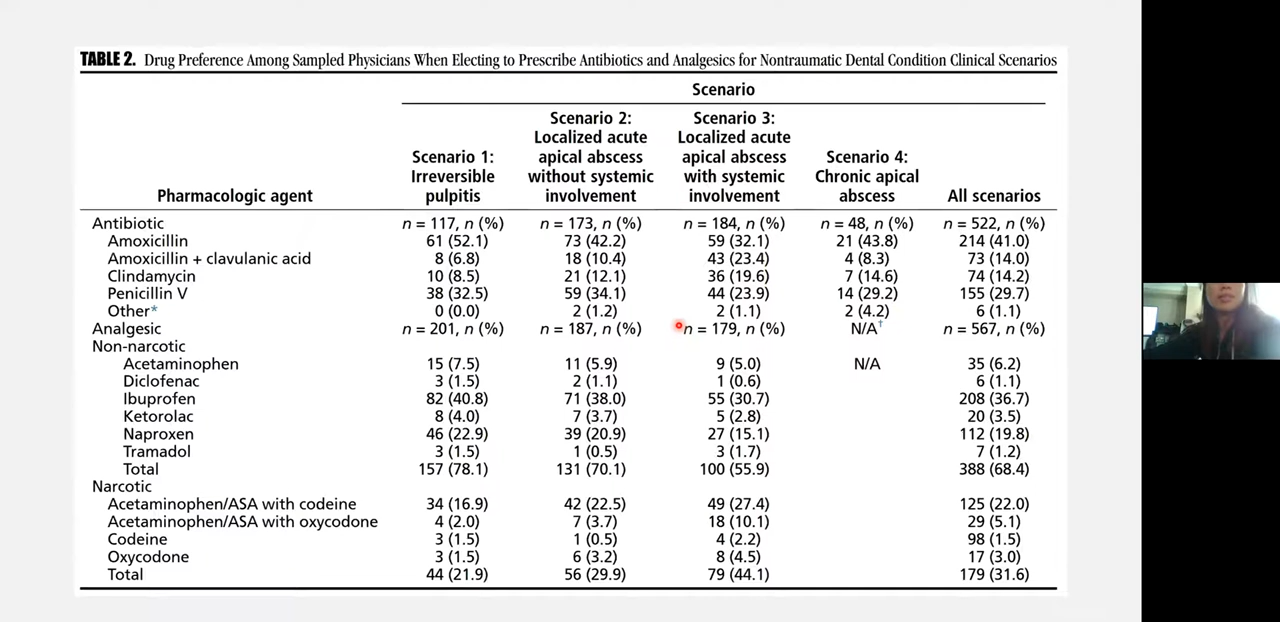 TABLE 2. Drug Preference Among Sampled Physicians When Electing to Prescribe Antibiotics and Analgesics for Nontraumatic Dental Condition Clinical Scenarios
Scenario
Pharmacologic agent Scenario 1: Irreversible pulpitis Scenario 2: Localized acute apical abscess without systemic involvement Scenario 3: Localized acute apical abscess with systemic involvement Scenario 4: Chronic apical abscess All scenarios
Antibiotic n = 117, n (%) n = 173, n (%) n = 184, n (%) n = 48, n (%) n = 522, n (%)
Amoxicillin 61 (52.1) 73 (42.2) 59 (32.1) 21 (43.8) 214 (41.0)
Amoxicillin + clavulanic acid 8 (6.8) 18 (10.4) 43 (23.4) 4 (8.3) 73 (14.0)
Clindamycin 10 (8.5) 21 (12.1) 36 (19.6) 7 (14.6) 74 (14.2)
Penicillin V 38 (32.5) 59 (34.1) 44 (23.9) 14 (29.2) 155 (29.7)
Other* 0 (0.0) 2 (1.2) 2 (1.1) 2 (4.2) 6 (1.1)
Analgesic n = 201, n (%) n = 187, n (%) n = 179, n (%) N/A† n = 567, n (%)
Non-narcotic
Acetaminophen 15 (7.5) 11 (5.9) 9 (5.0) N/A 35 (6.2)
Diclofenac 3 (1.5) 2 (1.1) 1 (0.6) 6 (1.1)
Ibuprofen 82 (40.8) 71 (38.0) 55 (30.7) 208 (36.7)
Ketorolac 8 (4.0) 7 (3.7) 5 (2.8) 20 (3.5)
Naproxen 46 (22.9) 39 (20.9) 27 (15.1) 112 (19.8)
Tramadol 3 (1.5) 1 (0.5) 3 (1.7) 7 (1.2)
Total 157 (78.1) 131 (70.1) 100 (55.9) 388 (68.4)
Narcotic
Acetaminophen/ASA with codeine 34 (16.9) 42 (22.5) 49 (27.4) 125 (22.0)
Acetaminophen/ASA with oxycodone 4 (2.0) 7 (3.7) 18 (10.1) 29 (5.1)
Codeine 3 (1.5) 1 (0.5) 4 (2.2) 98 (1.5)
Oxycodone 3 (1.5) 6 (3.2) 8 (4.5) 17 (3.0)
Total 44 (21.9) 56 (29.9) 79 (44.1) 179 (31.6)